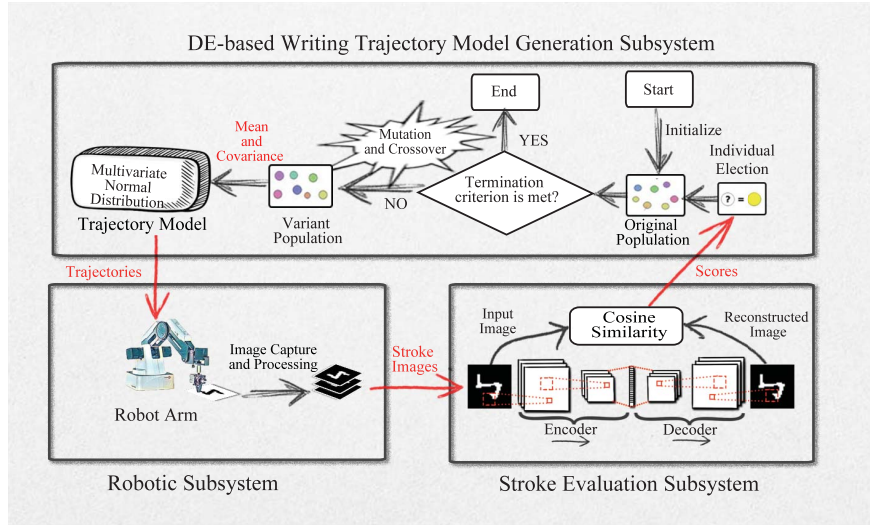 DE-based Writing Trajectory Model Generation Subsystem
End
Start
Mean
and
Covariance
Mutation
and Crossover
YES
Initialize
Individual
Election
Multivariate
Normal
Distribution
Termination
criterion is met?
NO
? =
Trajectory Model
Variant
Population
Original
Poplulation
Trajectories
Scores
Input
Image
Cosine
Similarity
Reconstructed
Image
Image Capture
and Processing
Stroke
Images
Robot Arm
Encoder
Decoder
Robotic Subsystem
Stroke Evaluation Subsystem